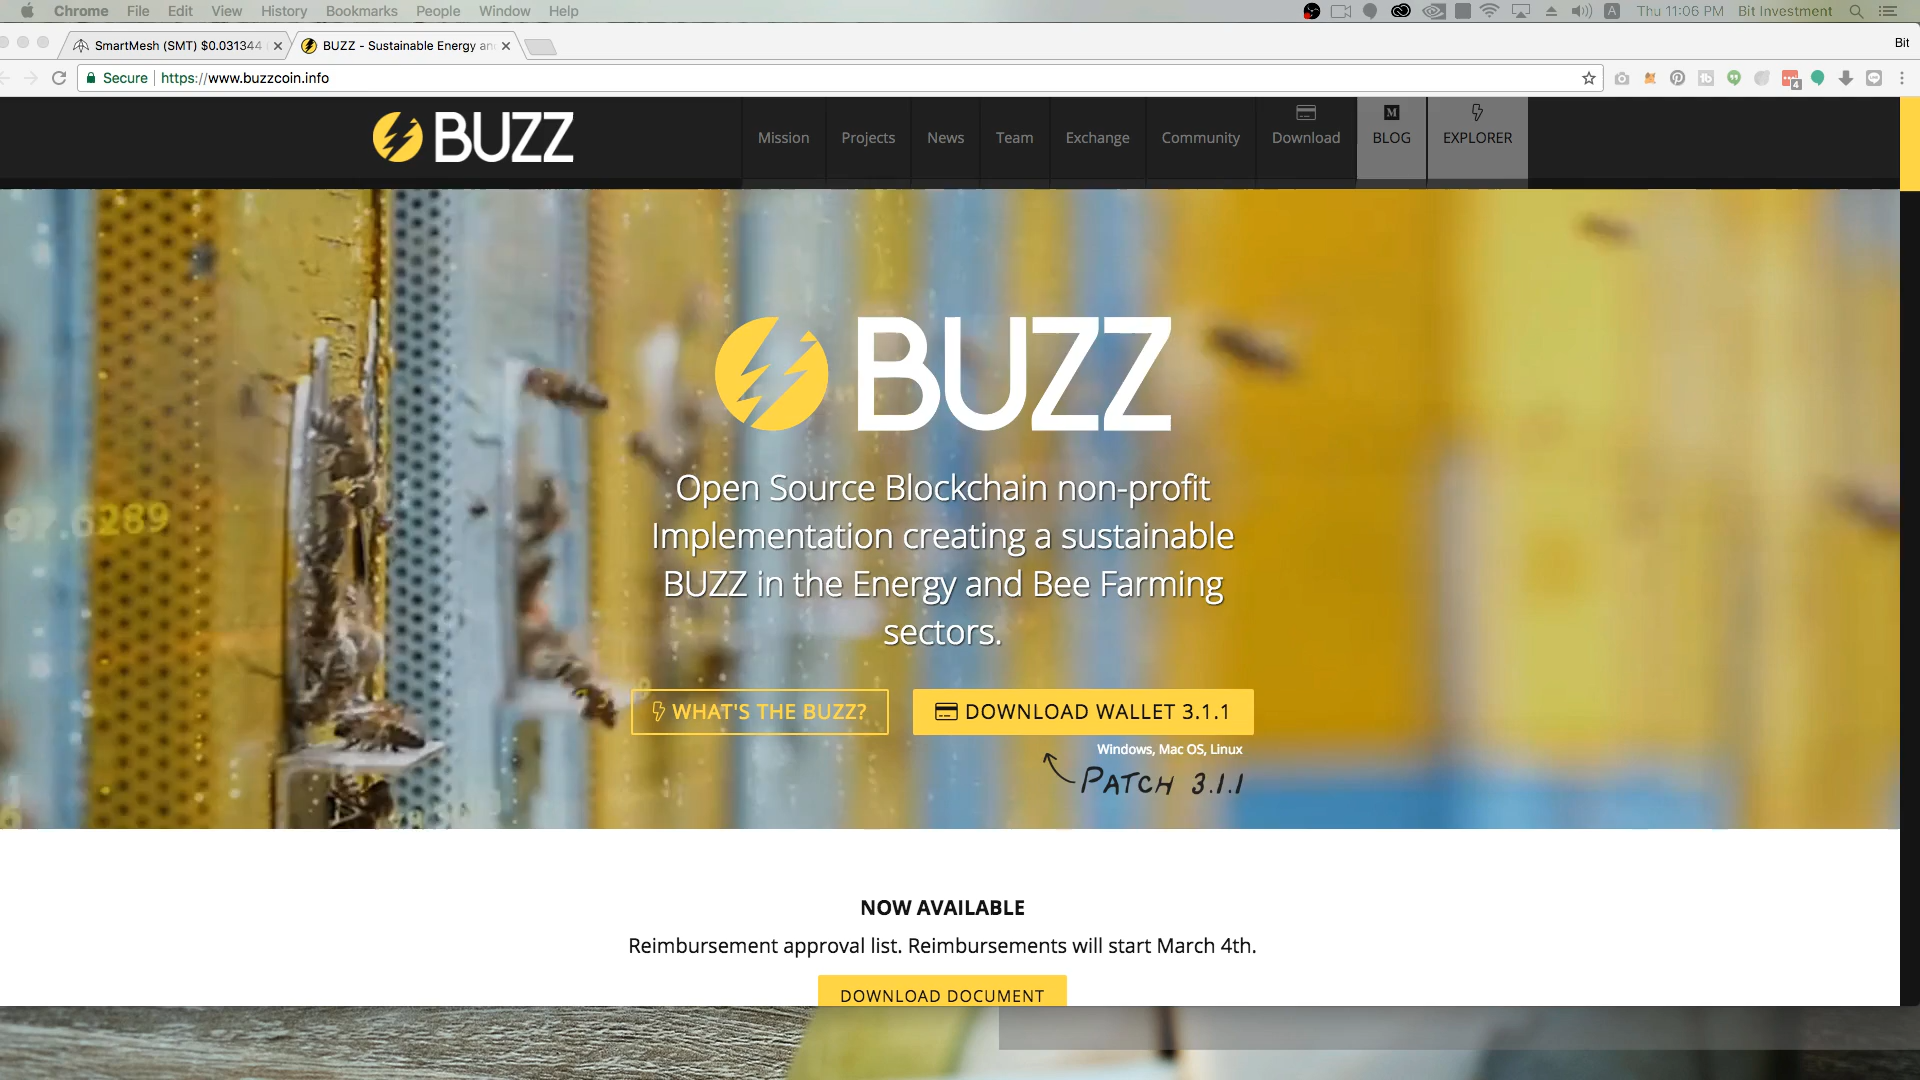 Chrome File Edit View History Bookmarks People Window Help
Thu 11:06 PM Bit Investment
SmartMesh (SMT) $0.031344
BUZZ - Sustainable Energy an
Bit
Secure https://www.buzzcoin.info
BUZZ
Mission Projects News Team Exchange Community Download BLOG EXPLORER
BUZZ
Open Source Blockchain non-profit
Implementation creating a sustainable
BUZZ in the Energy and Bee Farming
sectors.
97.6289
WHAT'S THE BUZZ?
DOWNLOAD WALLET 3.1.1
Windows, Mac OS, Linux
PATCH 3.1.1
NOW AVAILABLE
Reimbursement approval list. Reimbursements will start March 4th.
DOWNLOAD DOCUMENT